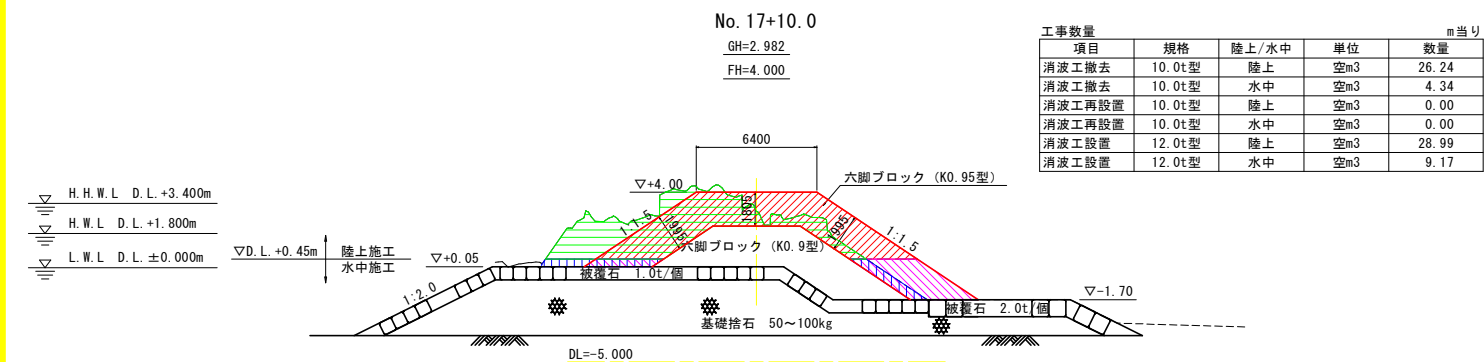 No. 17+10.0
GH=2.982
FH=4.000
工事数量 m当り
項目 規格 陸上/水中 単位 数量
消波工撤去 10.0t型 陸上 空m3 26.24
消波工撤去 10.0t型 水中 空m3 4.34
消波工再設置 10.0t型 陸上 空m3 0.00
消波工再設置 10.0t型 水中 空m3 0.00
消波工設置 12.0t型 陸上 空m3 28.99
消波工設置 12.0t型 水中 空m3 9.17
6400
▽+4.00
六脚ブロック (K0.95型)
H.H.W.L D.L.+3.400m
H.W.L D.L.+1.800m
L.W.L D.L.±0.000m
▽D.L.+0.45m
陸上施工
水中施工
▽+0.05
1:1.5
1995
1805
1995
1:1.5
六脚ブロック (K0.9型)
被覆石 1.0t/個
1:2.0
▽-1.70
被覆石 2.0t/個
基礎捨石 50～100kg
DL=-5.000